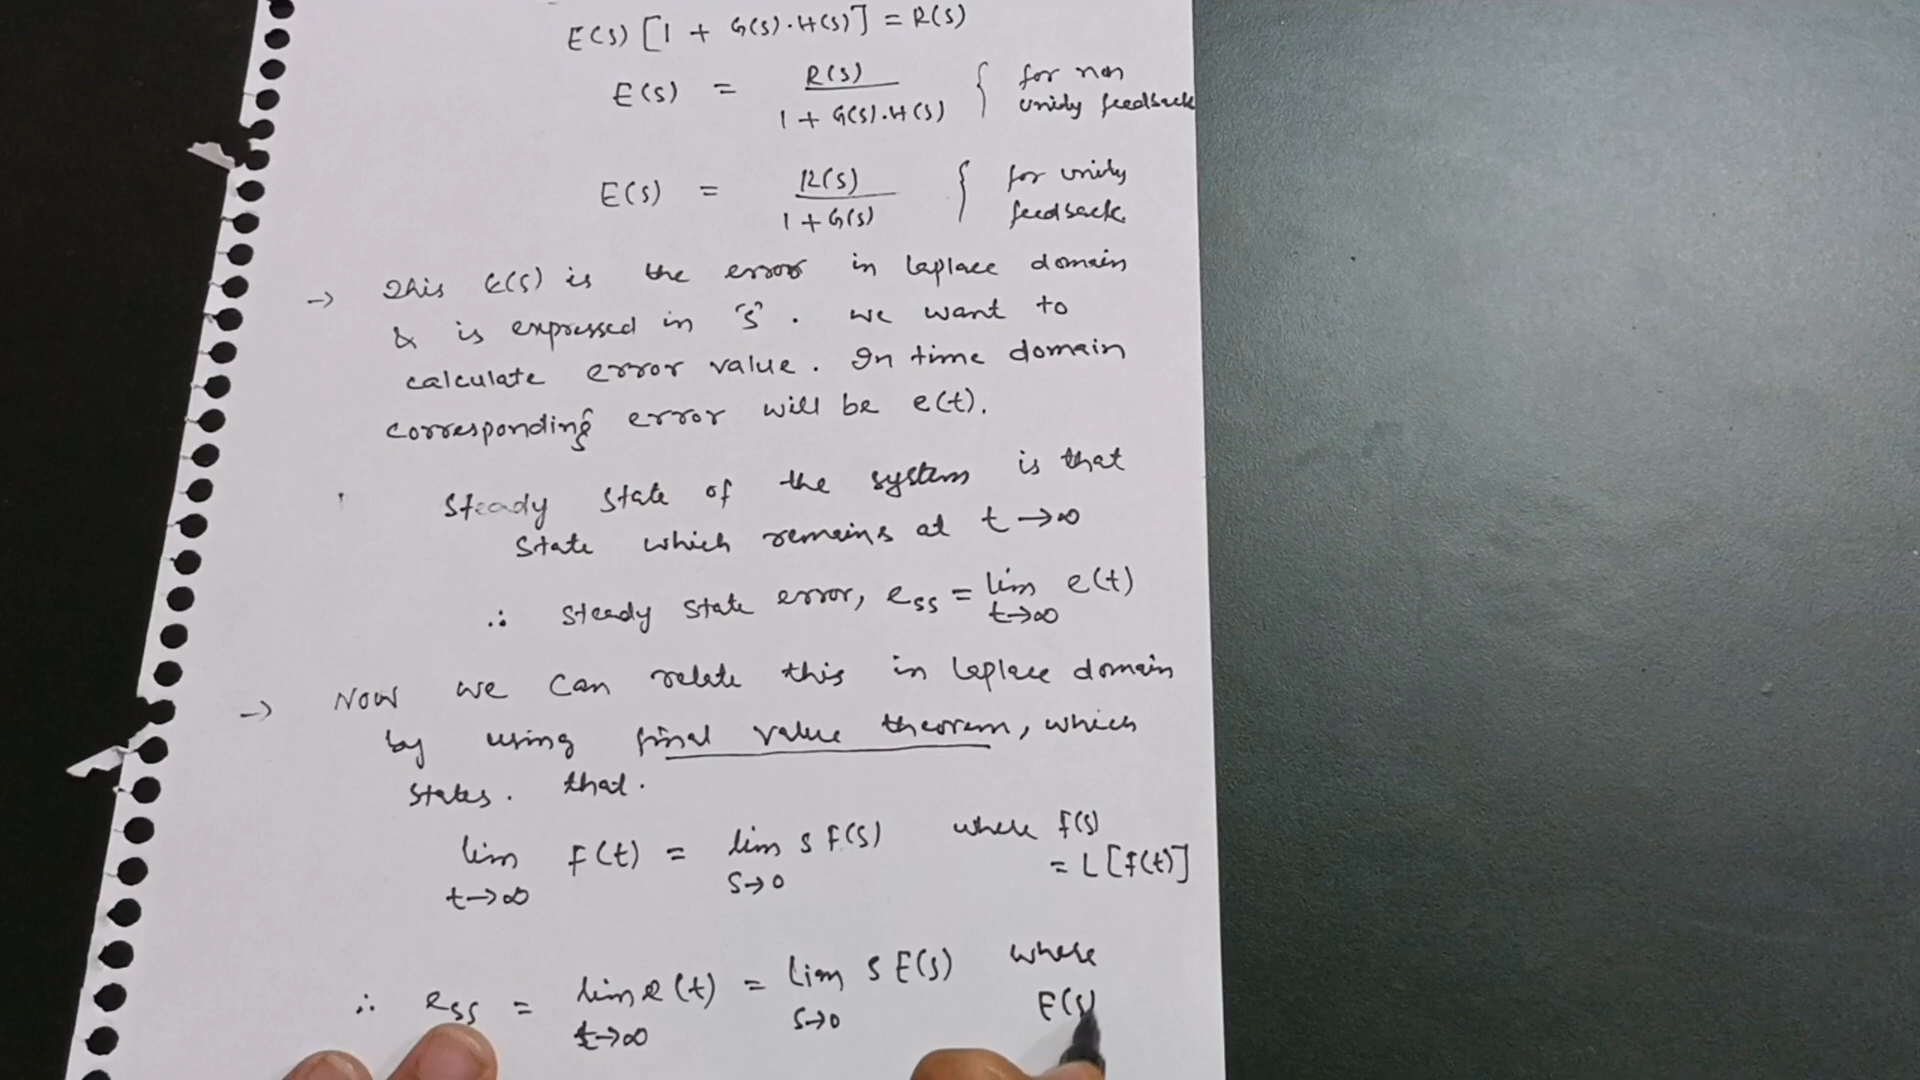 E(s) [1 + G(s).H(s)] = R(s)
E(s) = R(s) / 1 + G(s).H(s) { for non unity feedback
E(s) = R(s) / 1 + G(s) { for unity feedback.
→ This E(s) is the error in laplace domain
& is expressed in 's'. we want to
calculate error value. In time domain
corresponding error will be e(t).
Steady state of the system is that
state which remains at t→∞
∴ steady state error, ess = lim t→∞ e(t)
→ Now we can relate this in laplace domain
by using final value theorem, which
states. that.
lim t→∞ F(t) = lim s→0 s F(s) where F(s)
= L[f(t)]
∴ ess = lim t→∞ e(t) = lim s→0 s E(s) where
E(s)